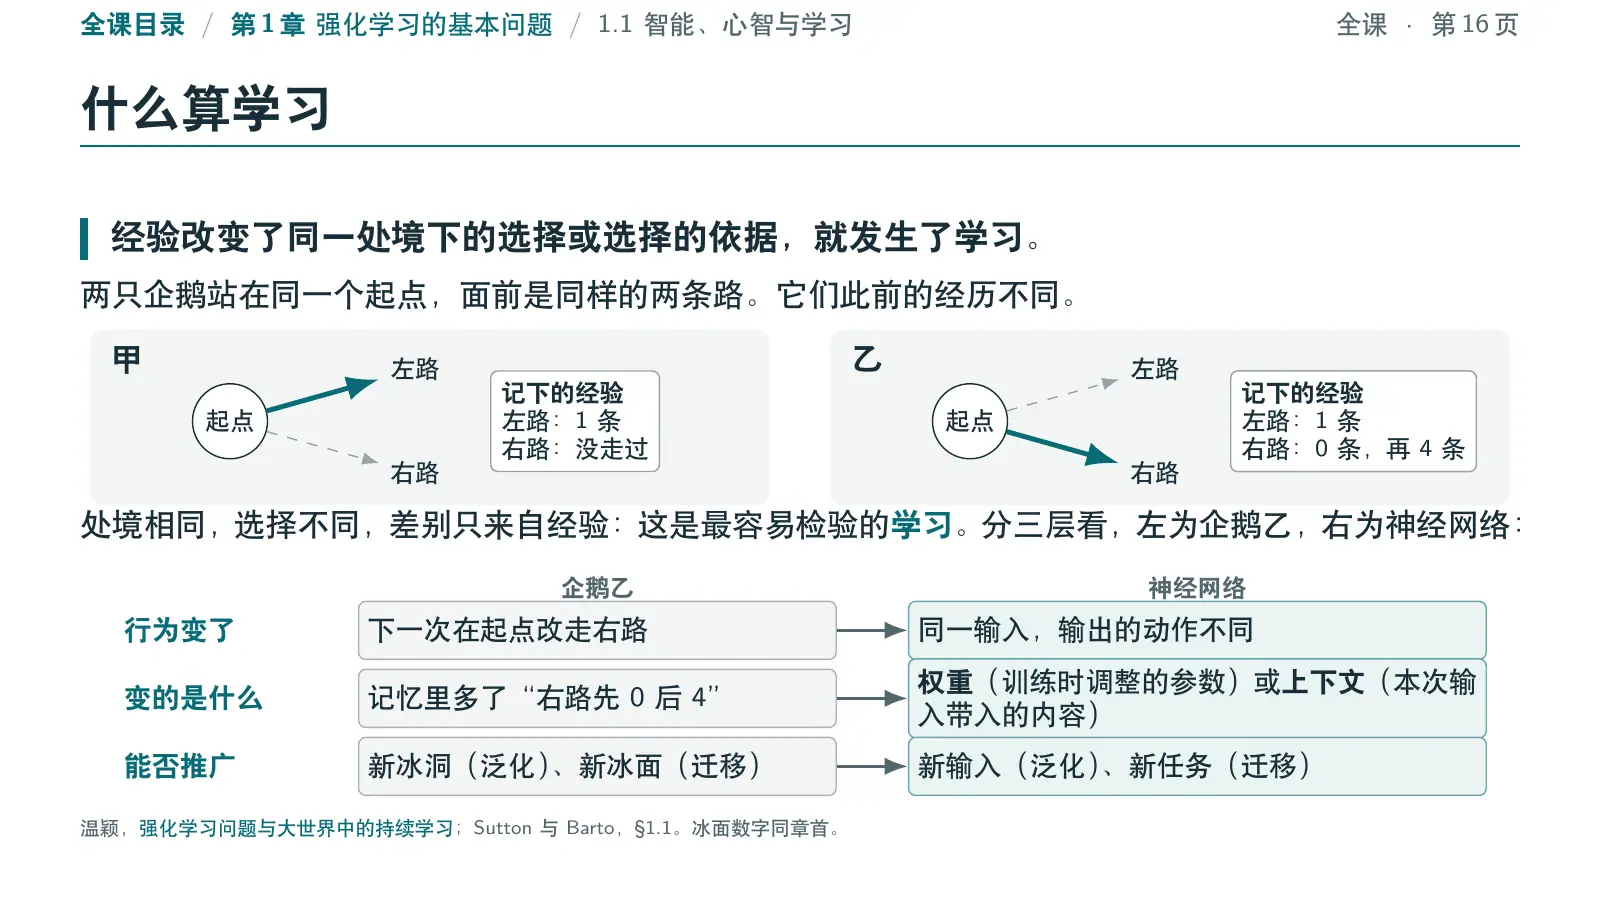 全课目录 / 第1章 强化学习的基本问题 / 1.1 智能、心智与学习
全课 · 第16页
什么算学习
经验改变了同一处境下的选择或选择的依据，就发生了学习。
两只企鹅站在同一个起点，面前是同样的两条路。它们此前的经历不同。
甲
起点
左路
右路
记下的经验
左路：1 条
右路：没走过
乙
起点
左路
右路
记下的经验
左路：1 条
右路：0 条，再 4 条
处境相同，选择不同，差别只来自经验：这是最容易检验的学习。分三层看，左为企鹅乙，右为神经网络：
企鹅乙
神经网络
行为变了
下一次在起点改走右路
同一输入，输出的动作不同
变的是什么
记忆里多了“右路先 0 后 4”
权重（训练时调整的参数）或上下文（本次输
入带入的内容）
能否推广
新冰洞（泛化）、新冰面（迁移）
新输入（泛化）、新任务（迁移）
温颖，强化学习问题与大世界中的持续学习；Sutton 与 Barto，§1.1。冰面数字同章首。